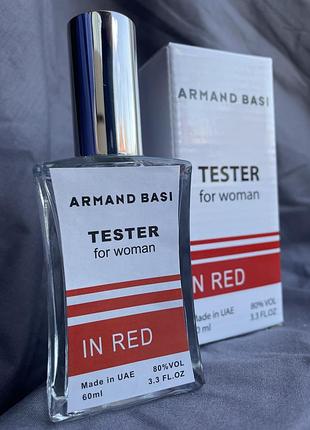 ARMAND BASI
TESTER
for woman
IN RED
Made in UAE
60ml
80%VOL
3.3 FL.OZ
ARMAND BASI
TESTER
for woman
IN RED
Made in UAE
ml
80%VOL
3.3 FL.OZ